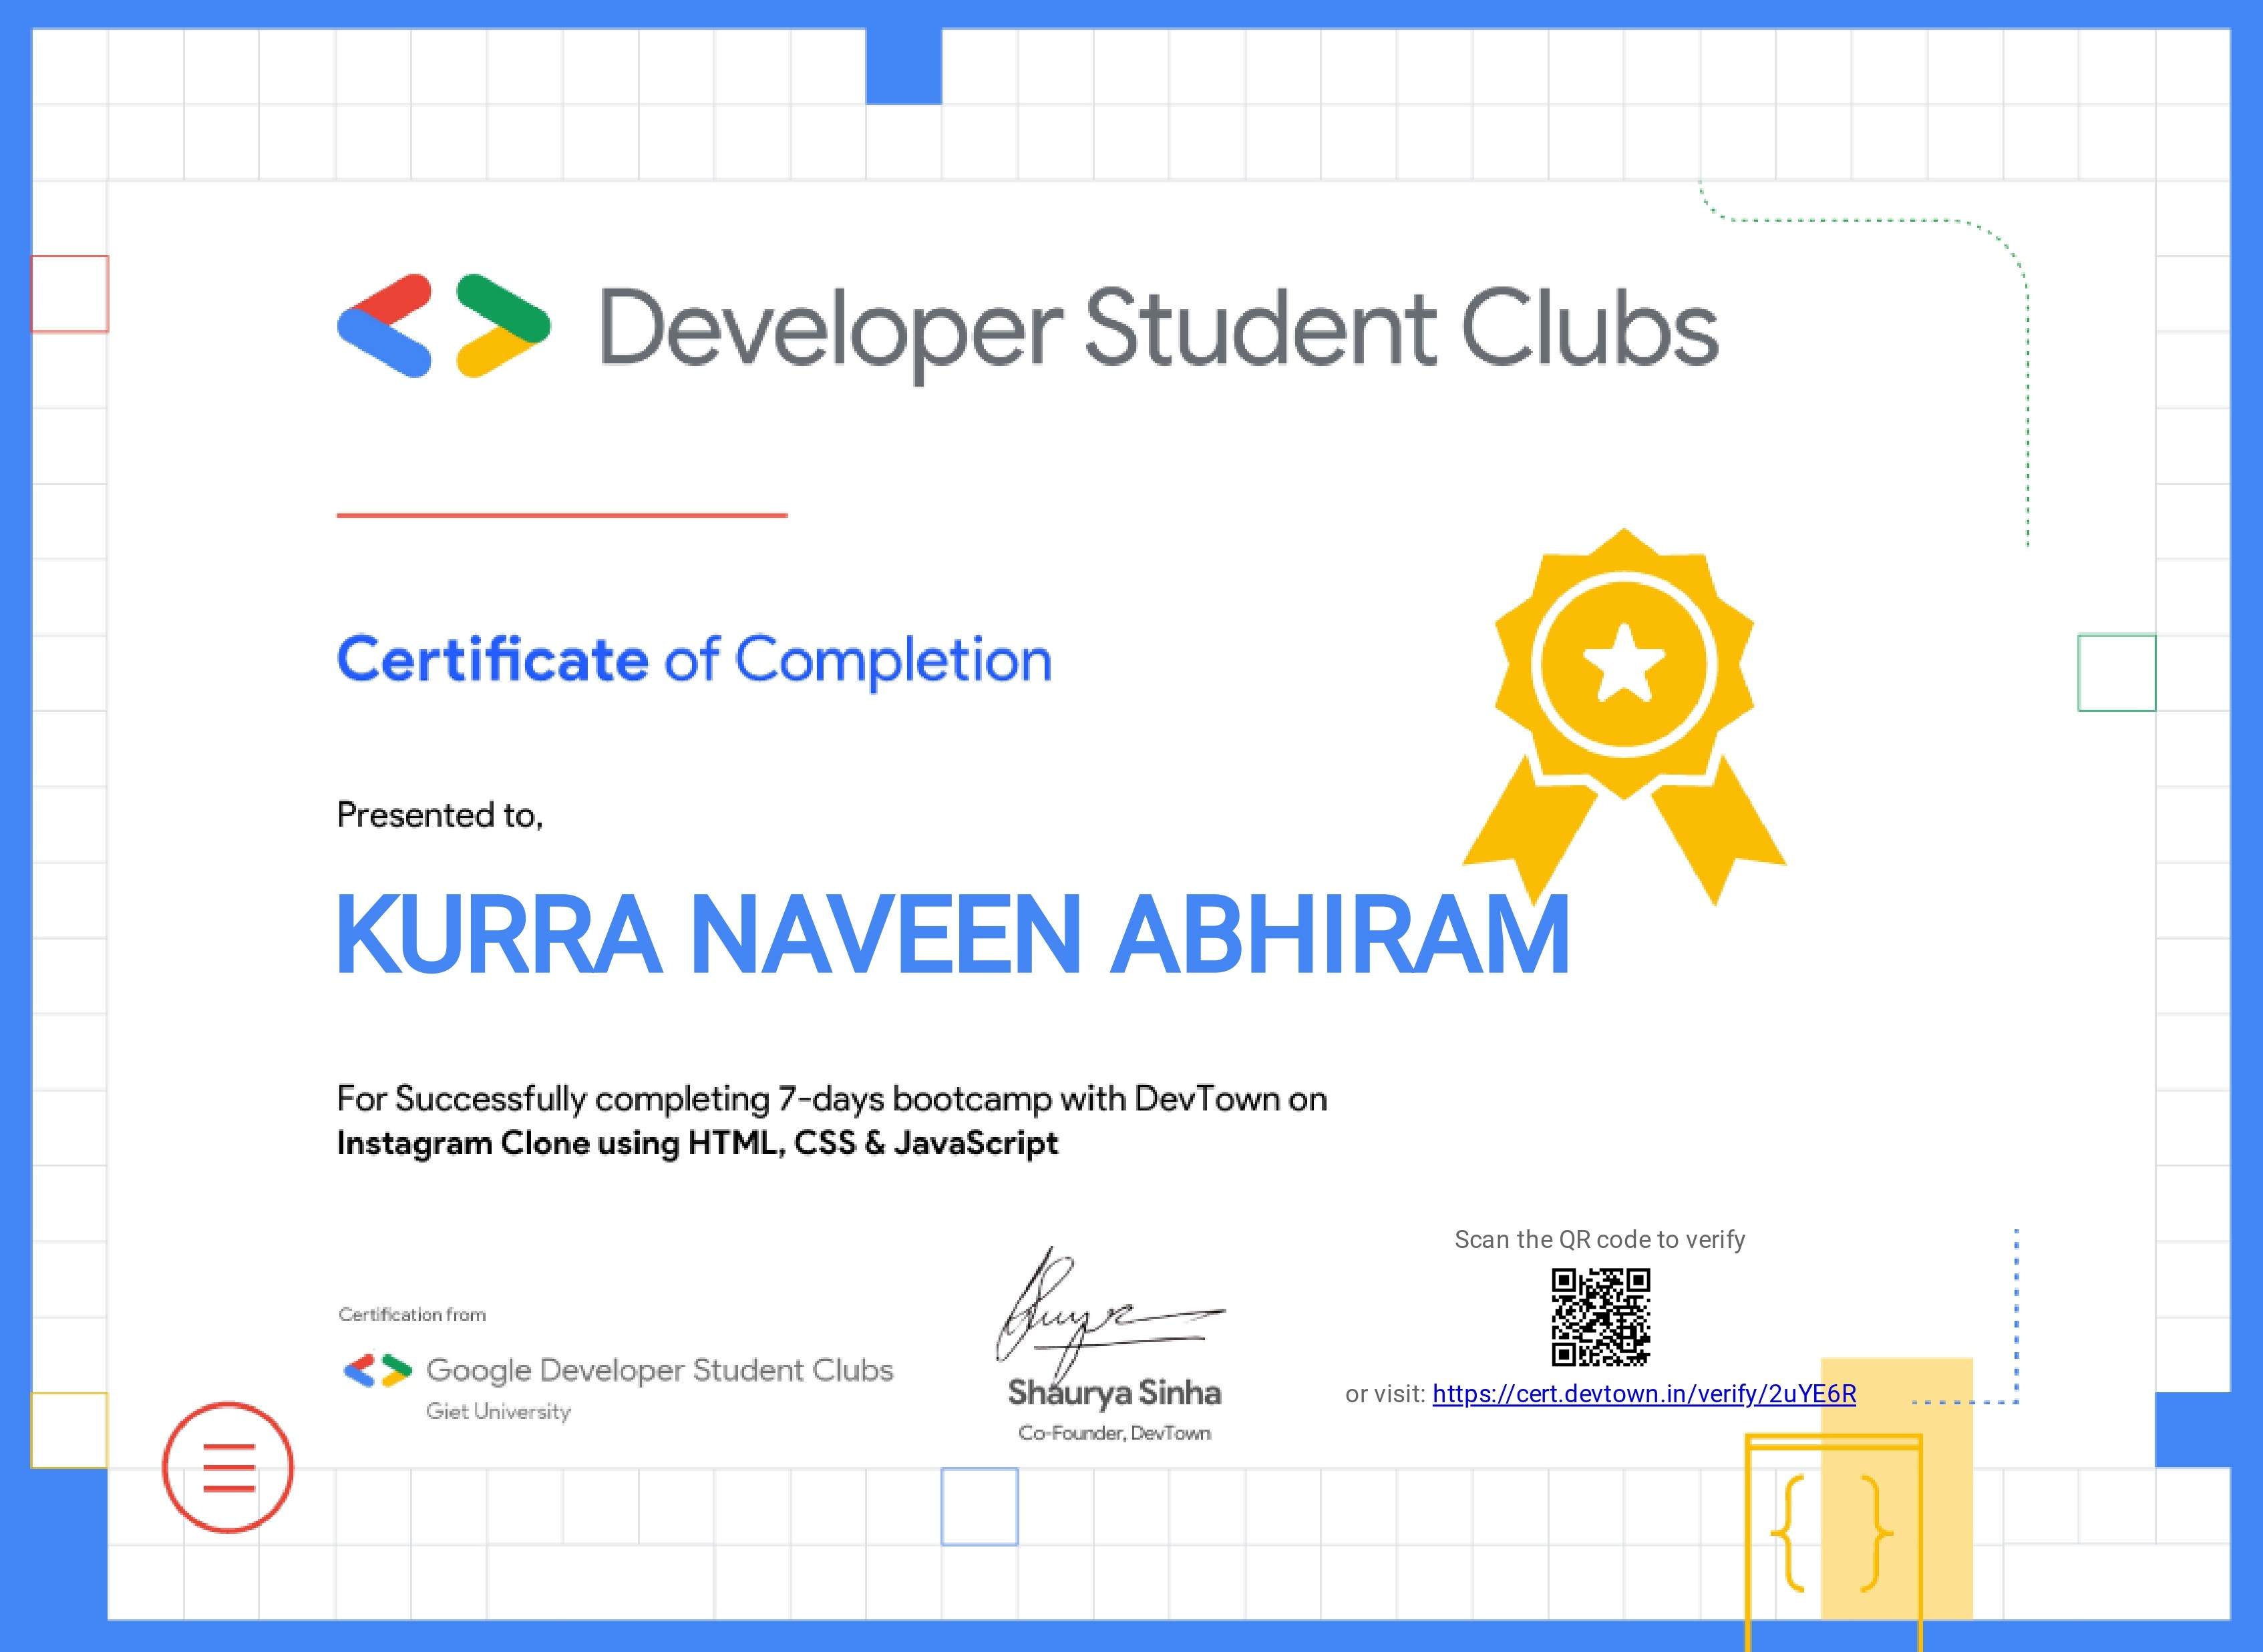 Developer Student Clubs
Certificate of Completion
Presented to,
KURRA NAVEEN ABHIRAM
For Successfully completing 7-days bootcamp with DevTown on
Instagram Clone using HTML, CSS & JavaScript
Certification from
Google Developer Student Clubs
Giet University
Shaurya Sinha
Co-Founder, DevTown
Scan the QR code to verify
or visit: https://cert.devtown.in/verify/2uYE6R
{ }